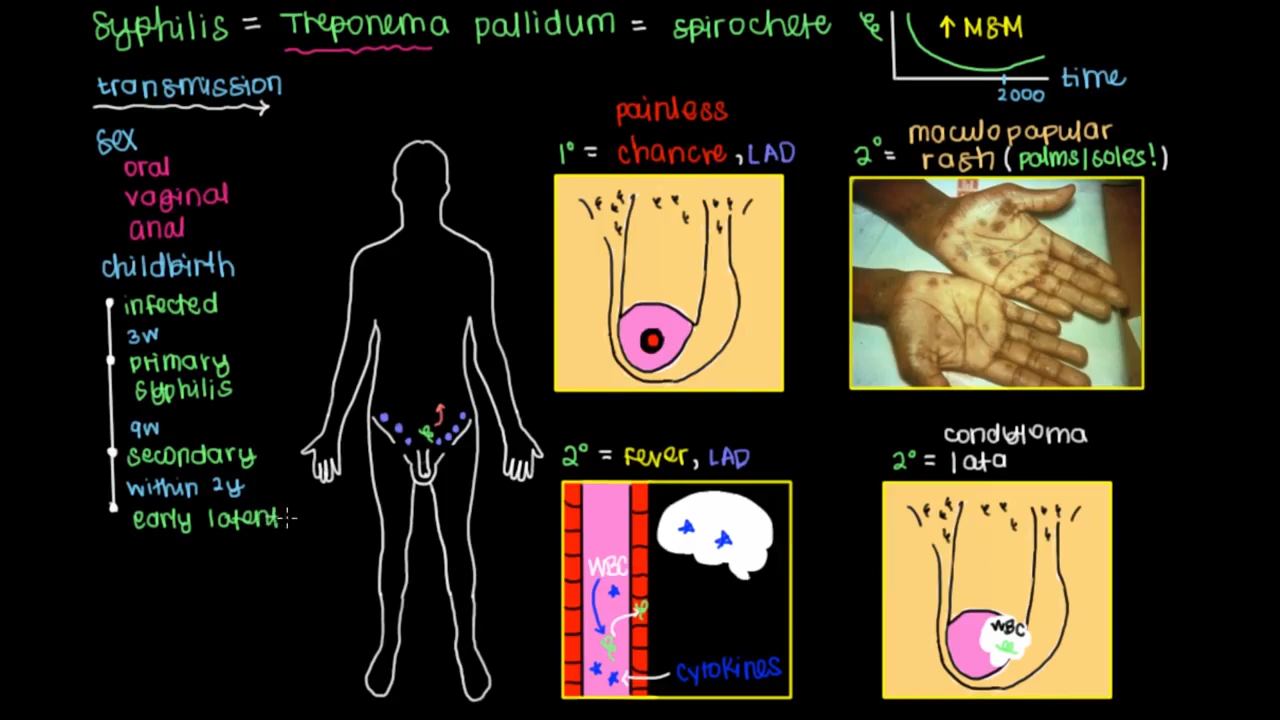 syphilis = Treponema pallidum = spirochete
↑ MSM
time
2000
transmission
sex
oral
vaginal
anal
childbirth
infected
3w
primary
syphilis
9w
secondary
within 2y
early latent
painless
1° = chancre, LAD
maculopapular
2° = rash (palms/soles!)
2° = fever, LAD
WBC
cytokines
condyloma
2° = lata
WBC